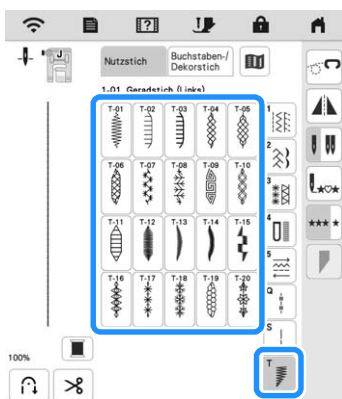 J
Nutzstich
Buchstaben-/
Dekorstich
1-01 Geradstich (Links)
T-01 T-02 T-03 T-04 T-05
T-06 T-07 T-08 T-09 T-10
T-11 T-12 T-13 T-14 T-15
T-16 T-17 T-18 T-19 T-20
1
2
3
4
5
Q
S
T
100%